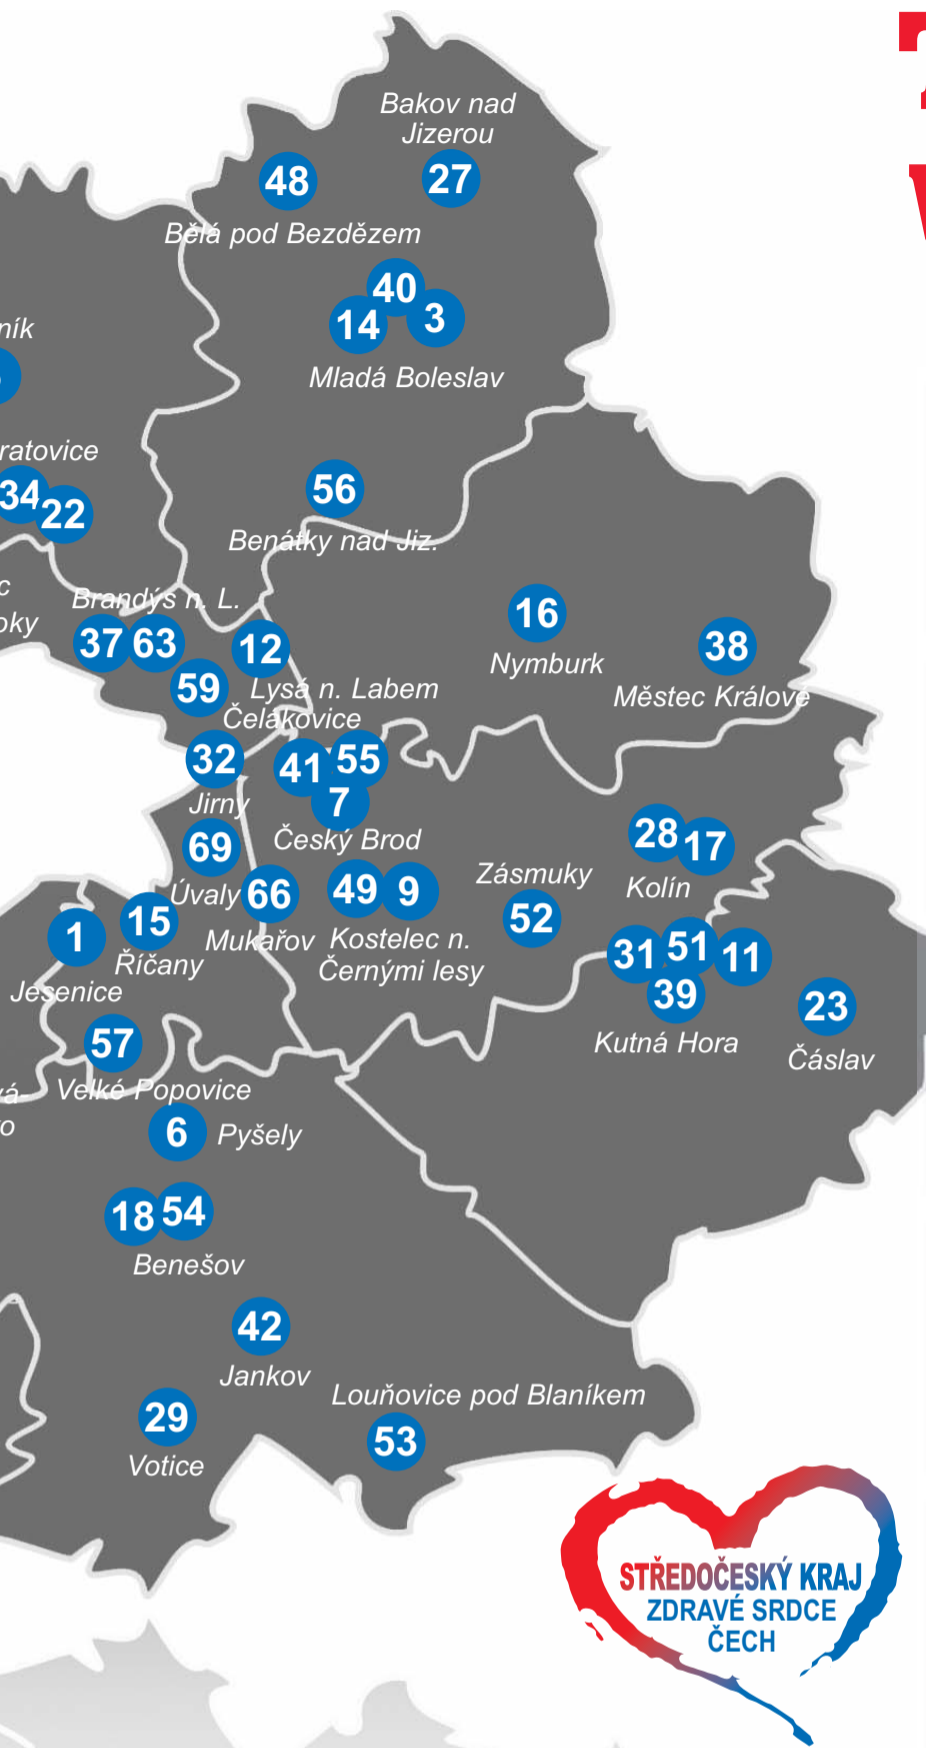 Bakov nad
Jizerou
48
27
Bělá pod Bezdězem
40
14
3
Mladá Boleslav
ník
ratovice
34
22
56
Benátky nad Jiz.
c
oky
Brandýs n. L.
37
63
12
59
Lysá n. Labem
Čelákovice
16
Nymburk
38
Městec Králové
32
Jirny
41
55
7
Český Brod
69
Úvaly
66
Mukařov
49
9
Kostelec n.
Černými lesy
Zásmuky
52
28
17
Kolín
1
Jesenice
15
Říčany
31
51
11
39
Kutná Hora
23
Čáslav
57
Velké Popovice
vá-
o
6
Pyšely
18
54
Benešov
42
Jankov
Louňovice pod Blaníkem
53
29
Votice
STŘEDOČESKÝ KRAJ
ZDRAVÉ SRDCE
ČECH